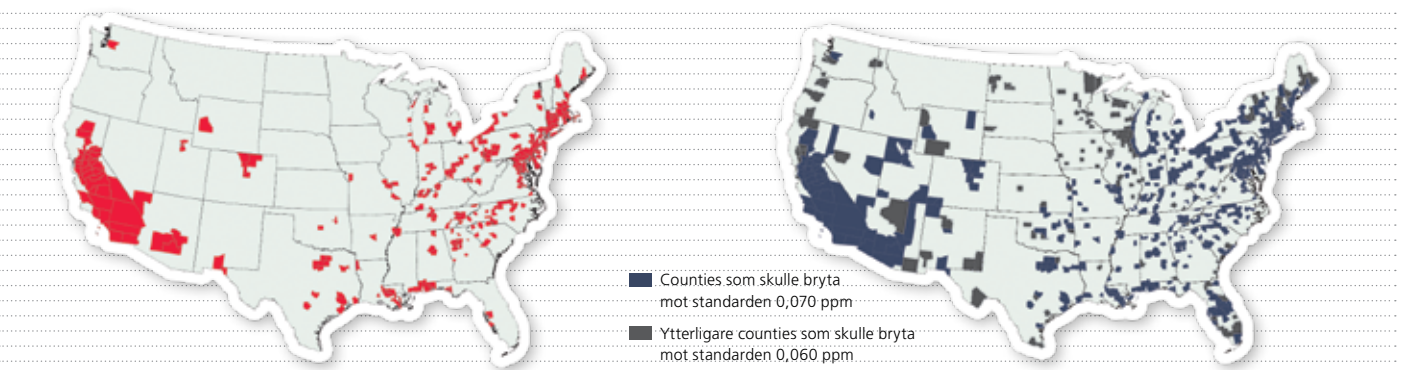 Counties som skulle bryta
mot standarden 0,070 ppm
Ytterligare counties som skulle bryta
mot standarden 0,060 ppm